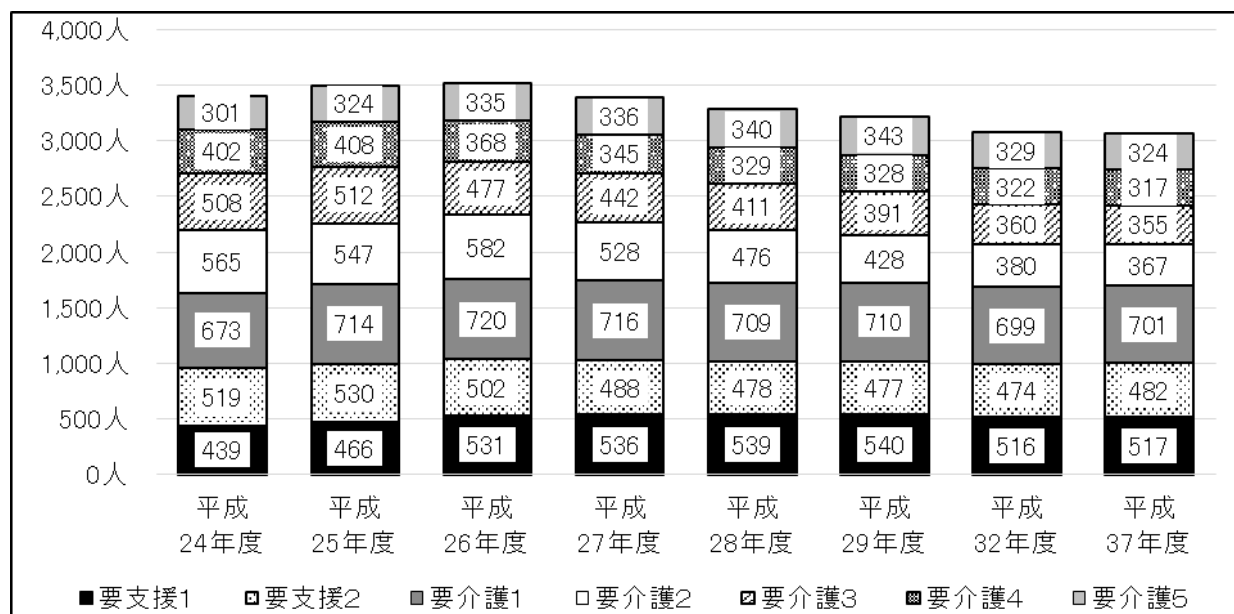 4,000人
3,500人
3,000人
2,500人
2,000人
1,500人
1,000人
500人
0人
301 324 335 336 340 343 329 324
402 408 368 345 329 328 322 317
508 512 477 442 411 391 360 355
565 547 582 528 476 428 380 367
673 714 720 716 709 710 699 701
519 530 502 488 478 477 474 482
439 466 531 536 539 540 516 517
平成 平成 平成 平成 平成 平成 平成 平成
24年度 25年度 26年度 27年度 28年度 29年度 32年度 37年度
要支援1 要支援2 要介護1 要介護2 要介護3 要介護4 要介護5